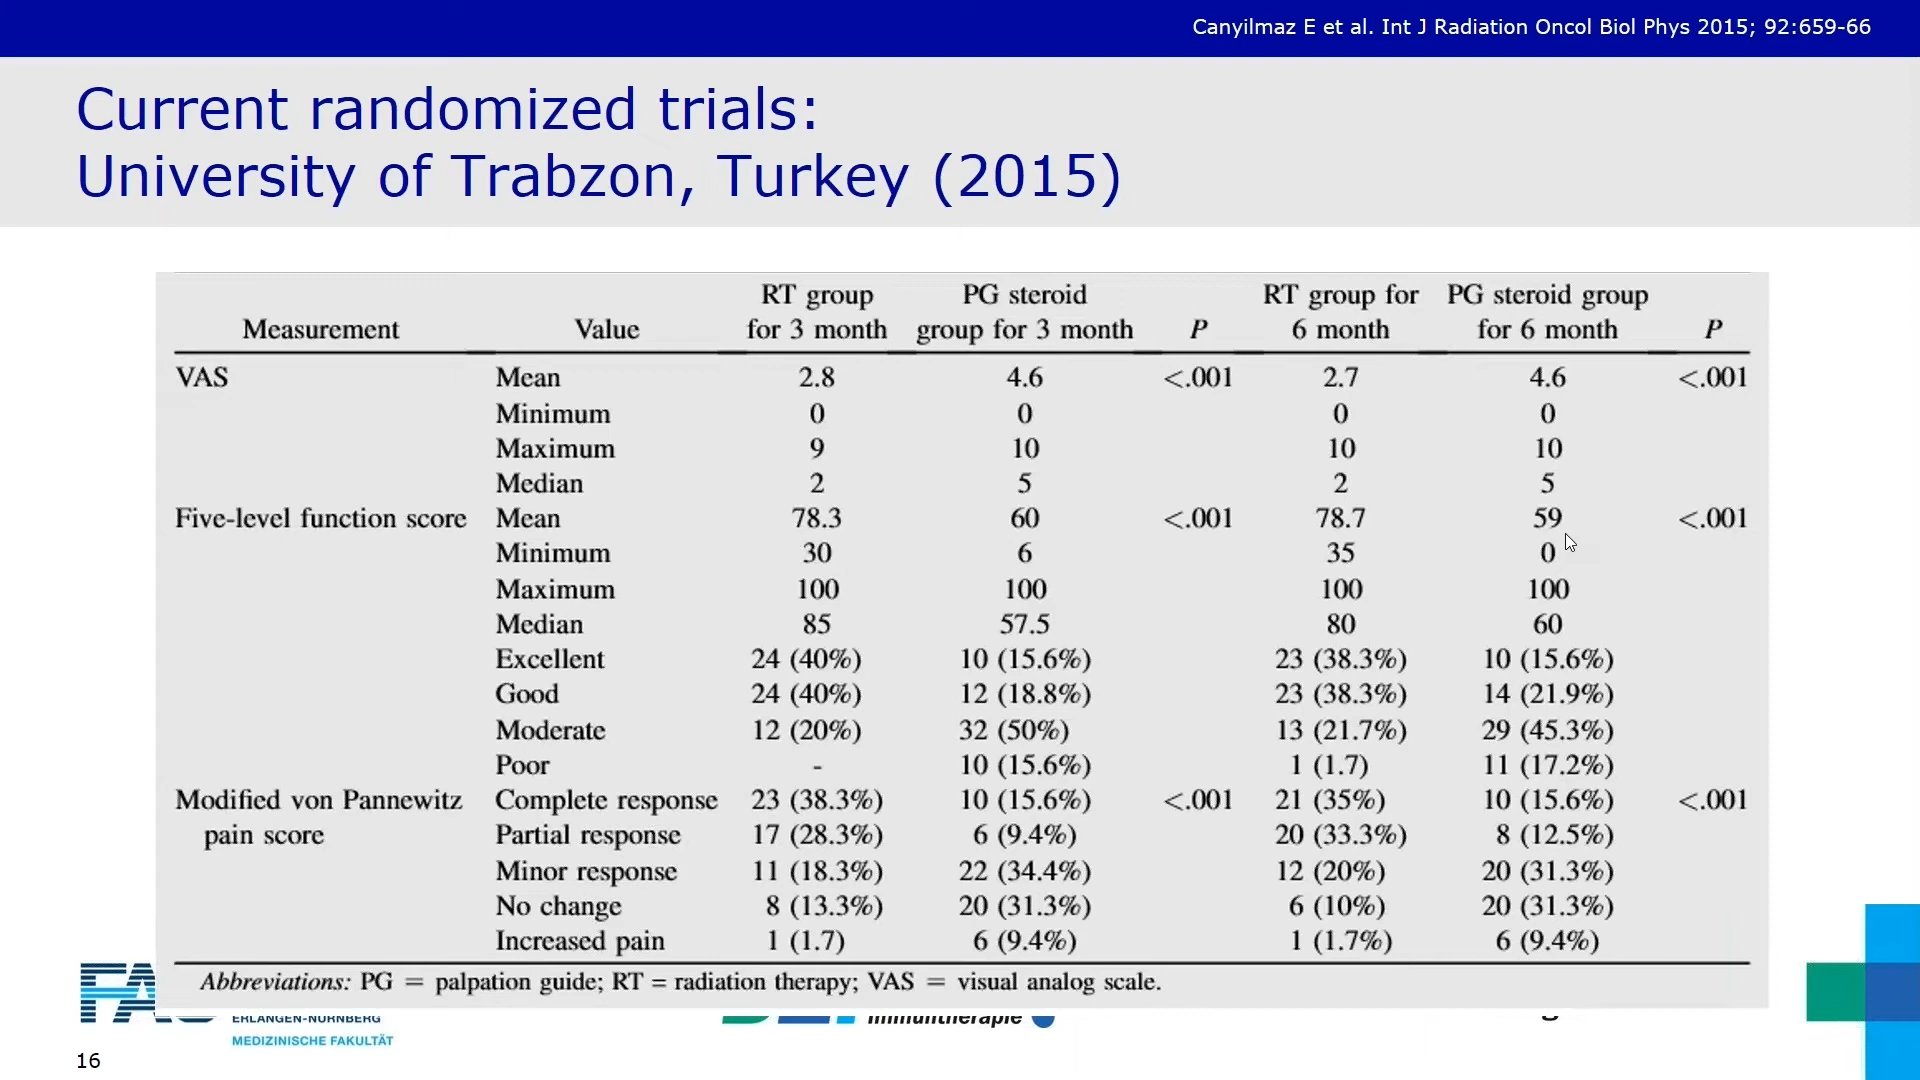 Canyilmaz E et al. Int J Radiation Oncol Biol Phys 2015; 92:659-66
Current randomized trials:
University of Trabzon, Turkey (2015)
RT group PG steroid RT group for PG steroid group
Measurement Value for 3 month group for 3 month P 6 month for 6 month P
VAS Mean 2.8 4.6 <.001 2.7 4.6 <.001
Minimum 0 0 0 0
Maximum 9 10 10 10
Median 2 5 2 5
Five-level function score Mean 78.3 60 <.001 78.7 59 <.001
Minimum 30 6 35 0
Maximum 100 100 100 100
Median 85 57.5 80 60
Excellent 24 (40%) 10 (15.6%) 23 (38.3%) 10 (15.6%)
Good 24 (40%) 12 (18.8%) 23 (38.3%) 14 (21.9%)
Moderate 12 (20%) 32 (50%) 13 (21.7%) 29 (45.3%)
Poor - 10 (15.6%) 1 (1.7) 11 (17.2%)
Modified von Pannewitz Complete response 23 (38.3%) 10 (15.6%) <.001 21 (35%) 10 (15.6%) <.001
pain score Partial response 17 (28.3%) 6 (9.4%) 20 (33.3%) 8 (12.5%)
Minor response 11 (18.3%) 22 (34.4%) 12 (20%) 20 (31.3%)
No change 8 (13.3%) 20 (31.3%) 6 (10%) 20 (31.3%)
Increased pain 1 (1.7) 6 (9.4%) 1 (1.7%) 6 (9.4%)
Abbreviations: PG = palpation guide; RT = radiation therapy; VAS = visual analog scale.
ERLANGEN-NÜRNBERG
MEDIZINISCHE FAKULTÄT
Immuntherapie
16